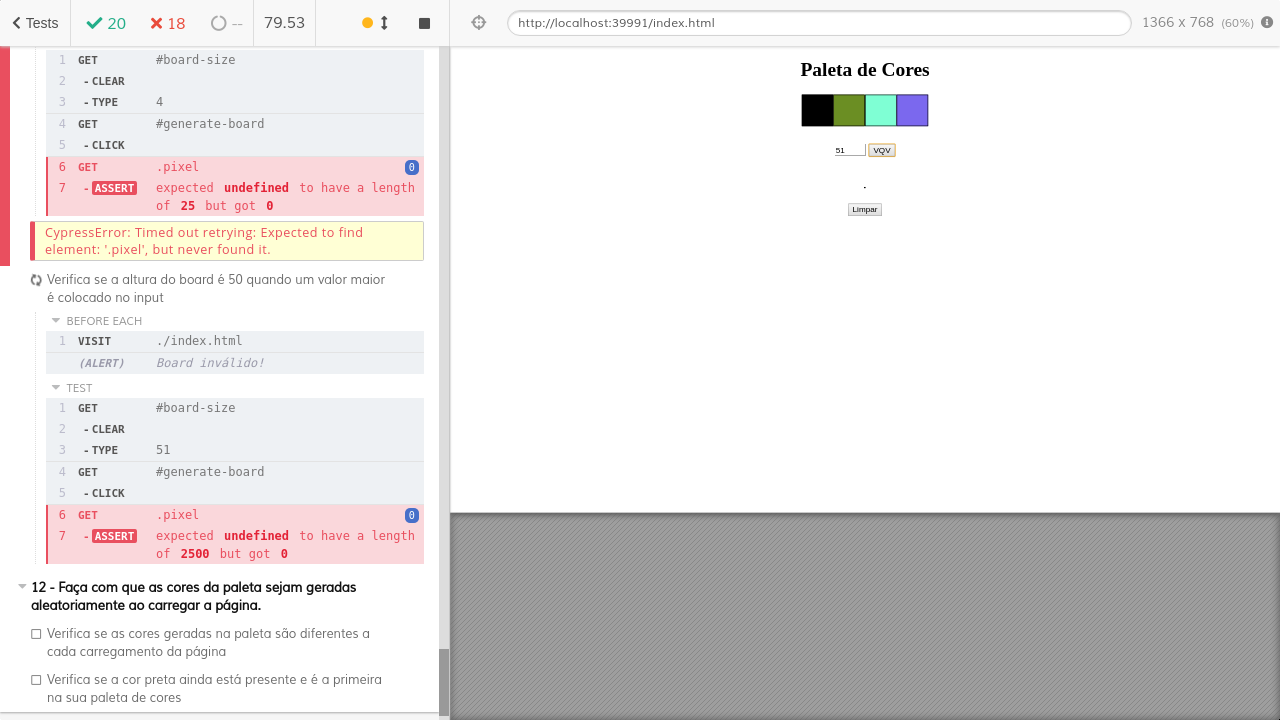 Tests
20
18
--
79.53
1 GET #board-size
2 - CLEAR
3 - TYPE 4
4 GET #generate-board
5 - CLICK
6 GET .pixel 0
7 - ASSERT expected undefined to have a length
of 25 but got 0
CypressError: Timed out retrying: Expected to find
element: '.pixel', but never found it.
Verifica se a altura do board é 50 quando um valor maior
é colocado no input
BEFORE EACH
1 VISIT ./index.html
(ALERT) Board inválido!
TEST
1 GET #board-size
2 - CLEAR
3 - TYPE 51
4 GET #generate-board
5 - CLICK
6 GET .pixel 0
7 - ASSERT expected undefined to have a length
of 2500 but got 0
12 - Faça com que as cores da paleta sejam geradas
aleatoriamente ao carregar a página.
Verifica se as cores geradas na paleta são diferentes a
cada carregamento da página
Verifica se a cor preta ainda está presente e é a primeira
na sua paleta de cores
http://localhost:39991/index.html
1366 x 768 (60%)
Paleta de Cores
51 VQV
Limpar